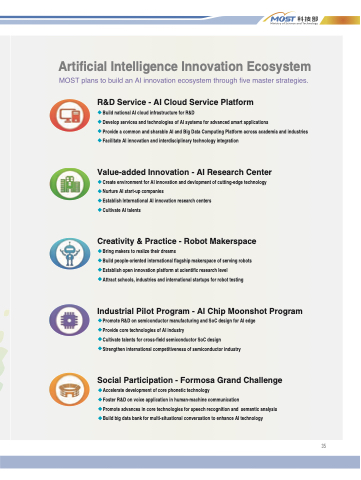 MOST 科技部
Ministry of Science and Technology
Artificial Intelligence Innovation Ecosystem
MOST plans to build an AI innovation ecosystem through five master strategies.
R&D Service - AI Cloud Service Platform
◆ Build national AI cloud infrastructure for R&D
◆ Develop services and technologies of AI systems for advanced smart applications
◆ Provide a common and sharable AI and Big Data Computing Platform across academia and industries
◆ Facilitate AI innovation and interdisciplinary technology integration
Value-added Innovation - AI Research Center
◆ Create environment for AI innovation and devlopment of cutting-edge technology
◆ Nurture AI start-up companies
◆ Establish international AI innovation research centers
◆ Cultivate AI talents
Creativity & Practice - Robot Makerspace
◆ Bring makers to realize their dreams
◆ Build people-oriented international flagship makerspace of serving robots
◆ Establish open innovation platform at scientific research level
◆ Attract schools, industries and international startups for robot testing
Industrial Pilot Program - AI Chip Moonshot Program
◆ Promote R&D on semiconductor manufacturing and SoC design for AI edge
◆ Provide core technologies of AI industry
◆ Cultivate talents for cross-field semiconductor SoC design
◆ Strengthen international competitiveness of semiconductor industry
Social Participation - Formosa Grand Challenge
◆ Accelerate development of core phonetic technology
◆ Foster R&D on voice application in human-machine communication
◆ Promote advances in core technologies for speech recognition and semantic analysis
◆ Build big data bank for multi-situational conversation to enhance AI technology
35